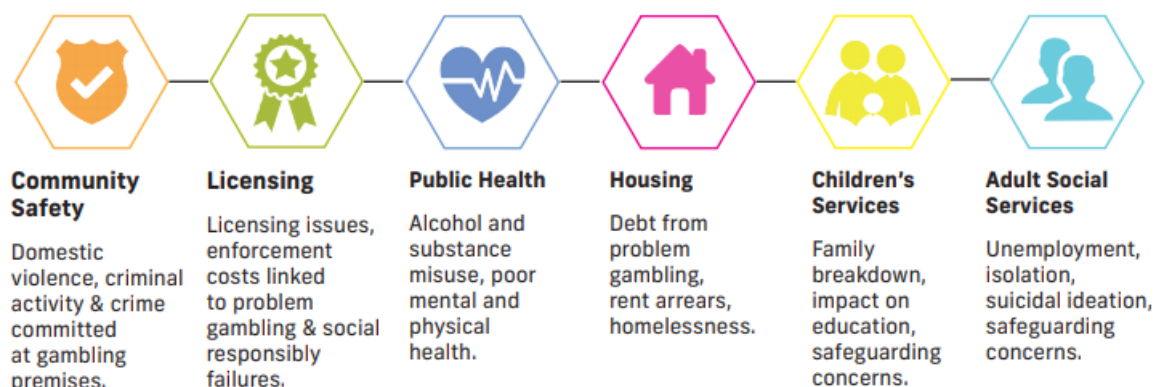 Community
Safety
Domestic
violence, criminal
activity & crime
committed
at gambling
premises.
Licensing
Licensing issues,
enforcement
costs linked
to problem
gambling & social
responsibly
failures.
Public Health
Alcohol and
substance
misuse, poor
mental and
physical
health.
Housing
Debt from
problem
gambling,
rent arrears,
homelessness.
Children's
Services
Family
breakdown,
impact on
education,
safeguarding
concerns.
Adult Social
Services
Unemployment,
isolation,
suicidal ideation,
safeguarding
concerns.